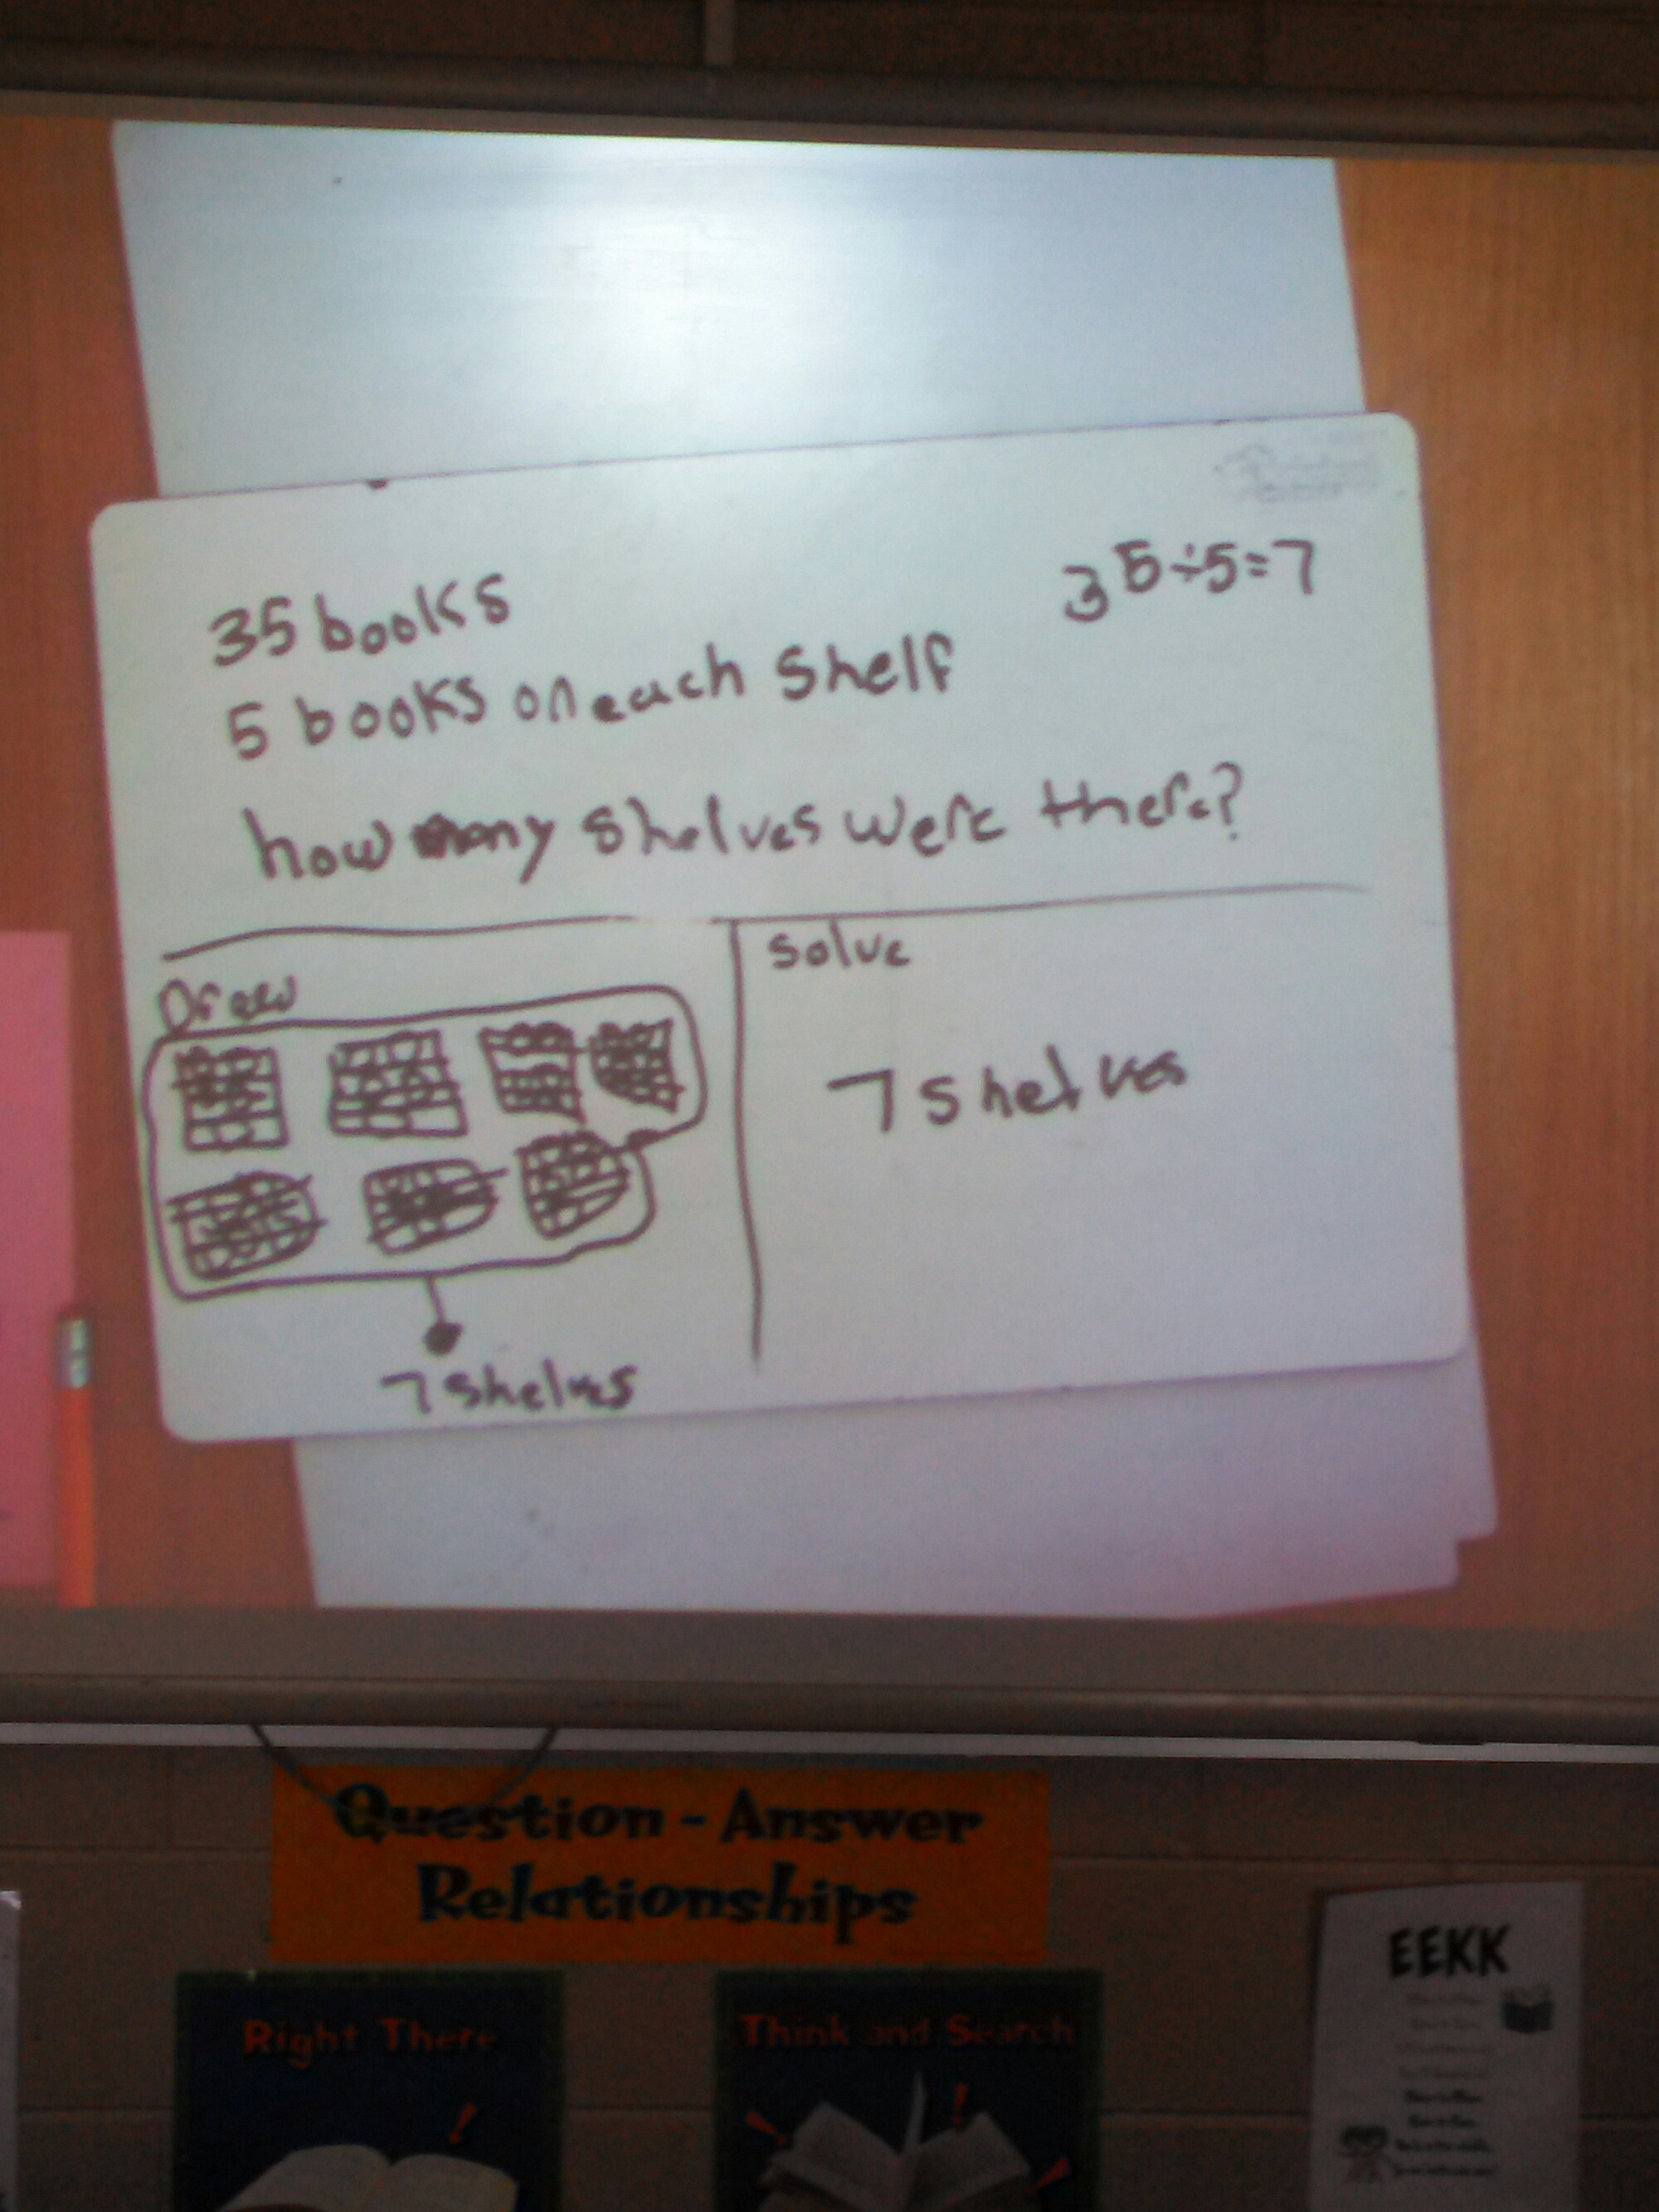 35 books
35÷5=7
5 books on each shelf
how many shelves were there?
Draw
solve
7 shelves
7 shelves
Question - Answer
Relationships
Right There
Think and Search
EEKK